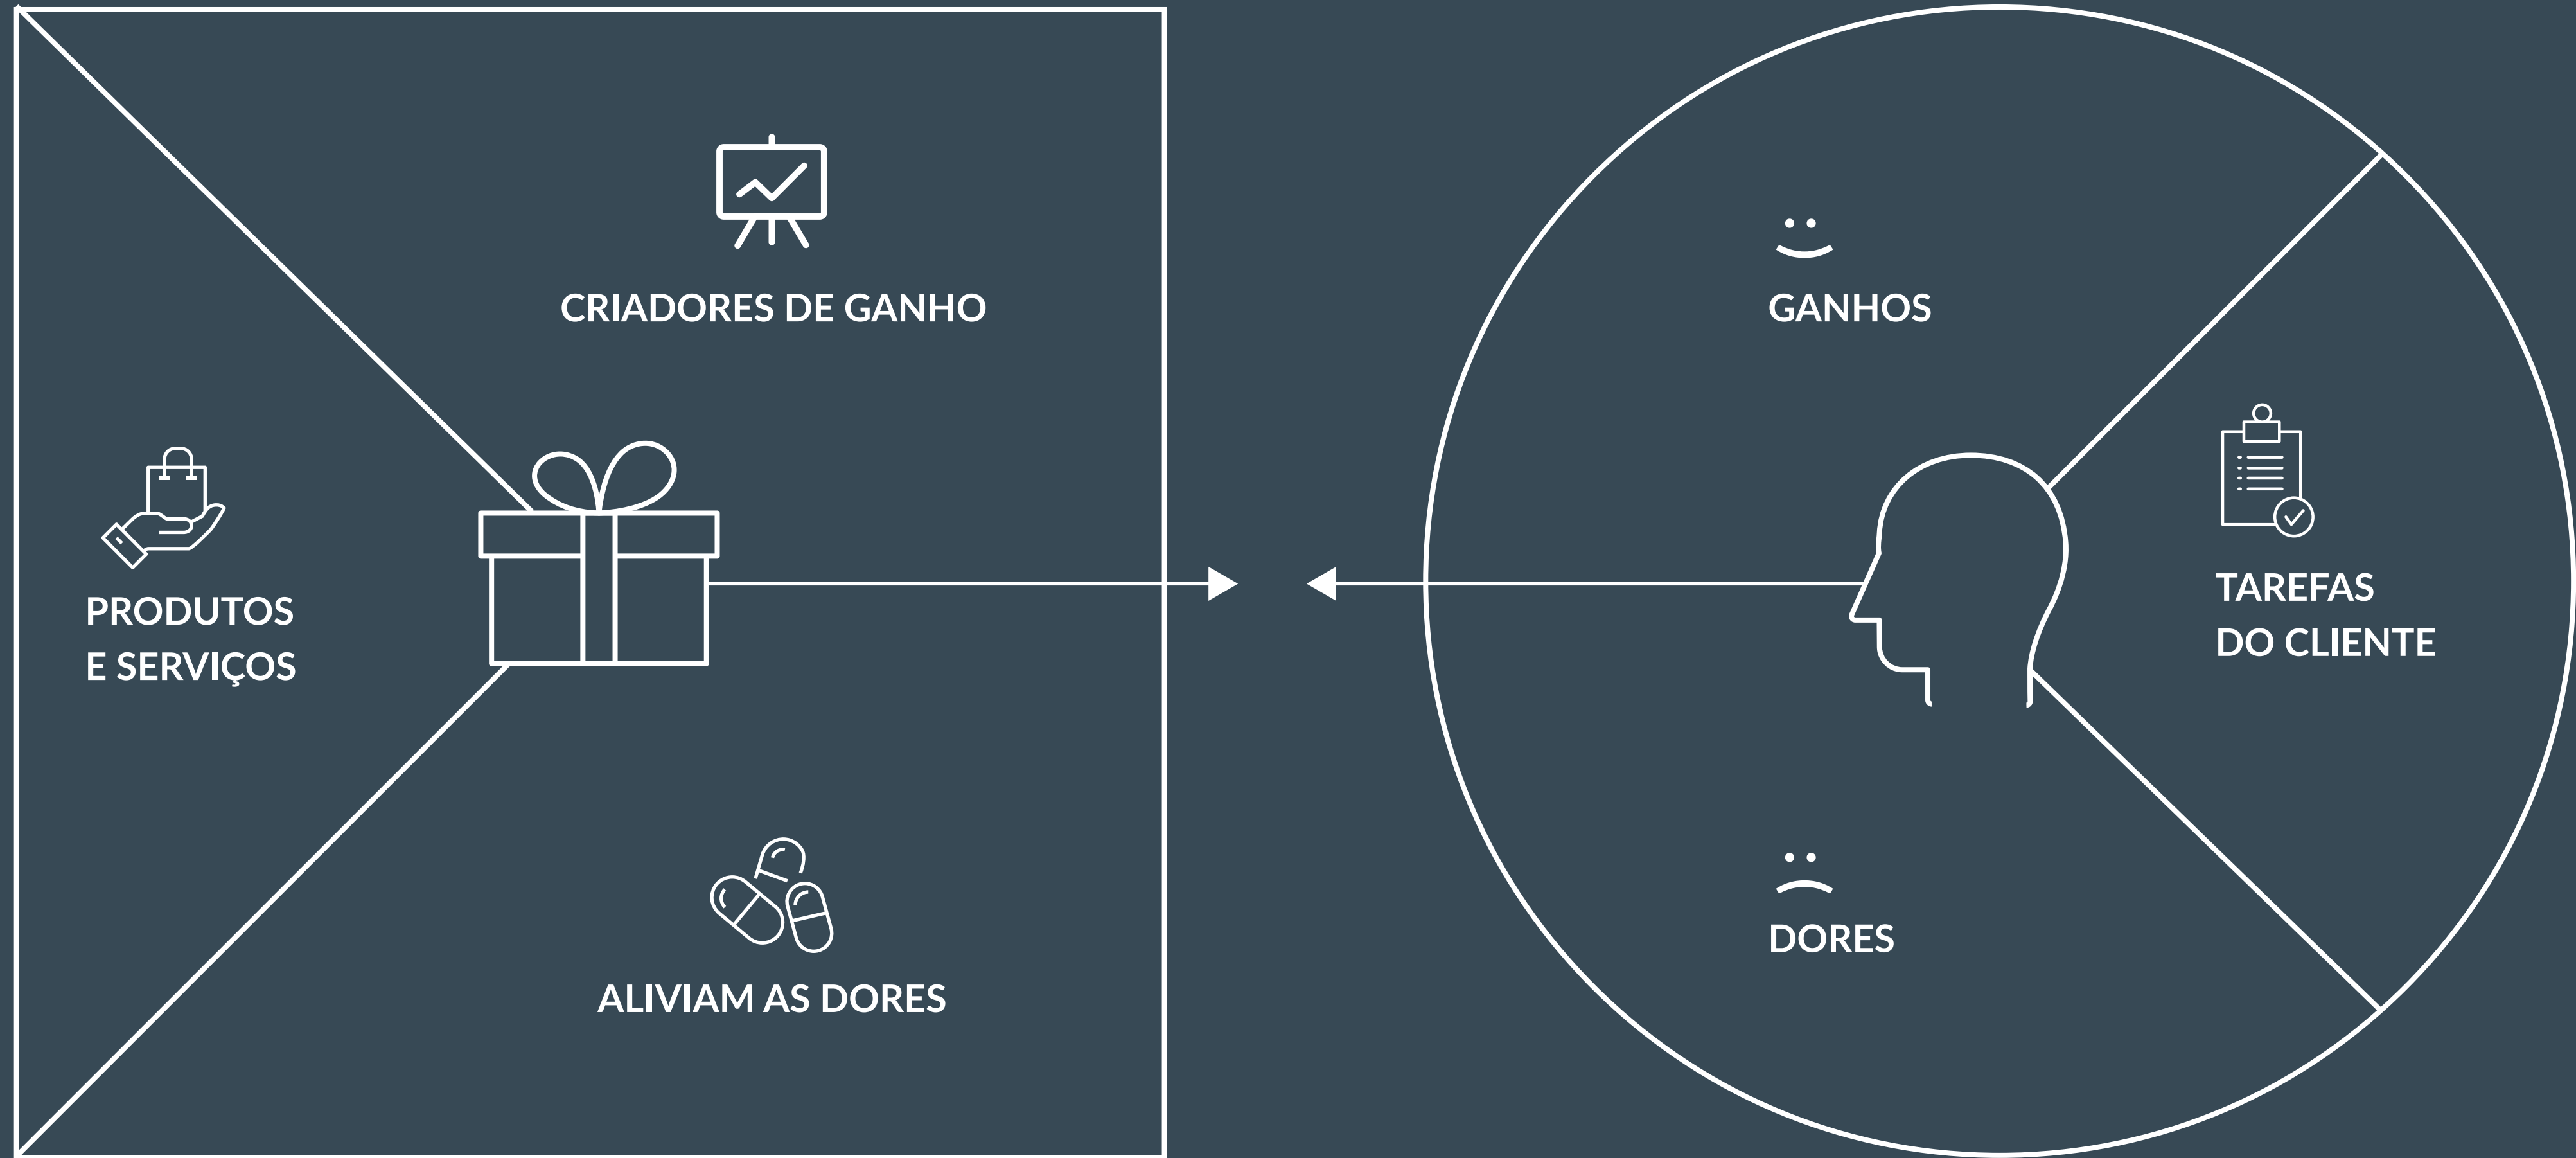 CRIADORES DE GANHO
PRODUTOS
E SERVIÇOS
ALIVIAM AS DORES
GANHOS
TAREFAS
DO CLIENTE
DORES